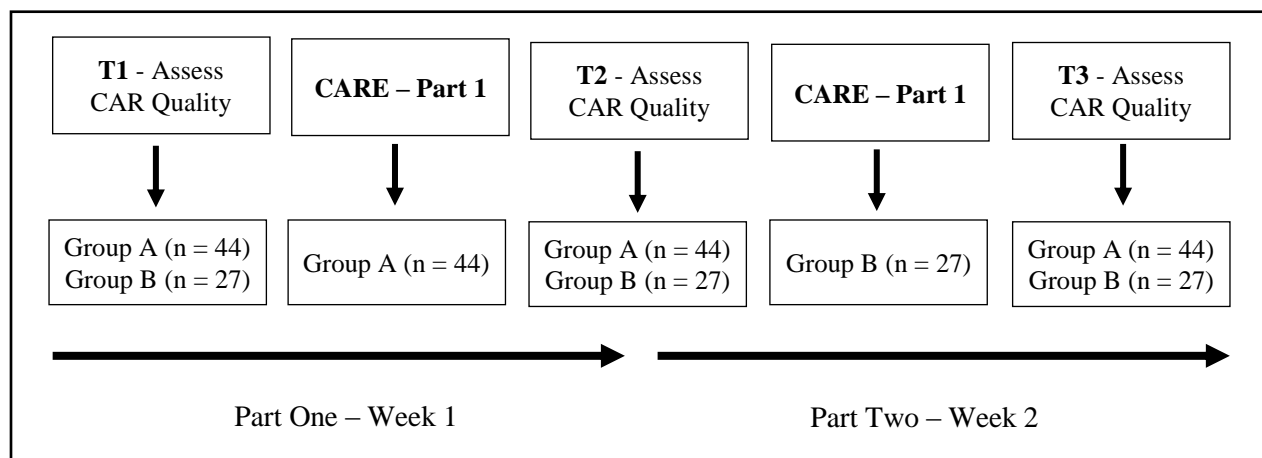 T1 - Assess
CAR Quality
CARE – Part 1
T2 - Assess
CAR Quality
CARE – Part 1
T3 - Assess
CAR Quality
Group A (n = 44)
Group B (n = 27)
Group A (n = 44)
Group A (n = 44)
Group B (n = 27)
Group B (n = 27)
Group A (n = 44)
Group B (n = 27)
Part One – Week 1
Part Two – Week 2